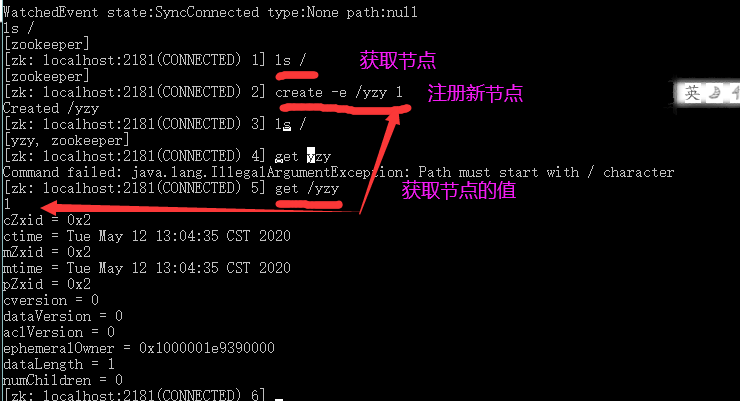 WatchedEvent state:SyncConnected type:None path:null
ls /
[zookeeper]
[zk: localhost:2181(CONNECTED) 1] ls / 获取节点
[zookeeper]
[zk: localhost:2181(CONNECTED) 2] create -e /yzy 1 注册新节点
Created /yzy
[zk: localhost:2181(CONNECTED) 3] ls /
[yzy, zookeeper]
[zk: localhost:2181(CONNECTED) 4] get yzy
Command failed: java.lang.IllegalArgumentException: Path must start with / character
[zk: localhost:2181(CONNECTED) 5] get /yzy 获取节点的值
1
cZxid = 0x2
ctime = Tue May 12 13:04:35 CST 2020
mZxid = 0x2
mtime = Tue May 12 13:04:35 CST 2020
pZxid = 0x2
cversion = 0
dataVersion = 0
aclVersion = 0
ephemeralOwner = 0x1000001e9390000
dataLength = 1
numChildren = 0
[zk: localhost:2181(CONNECTED) 6]
英